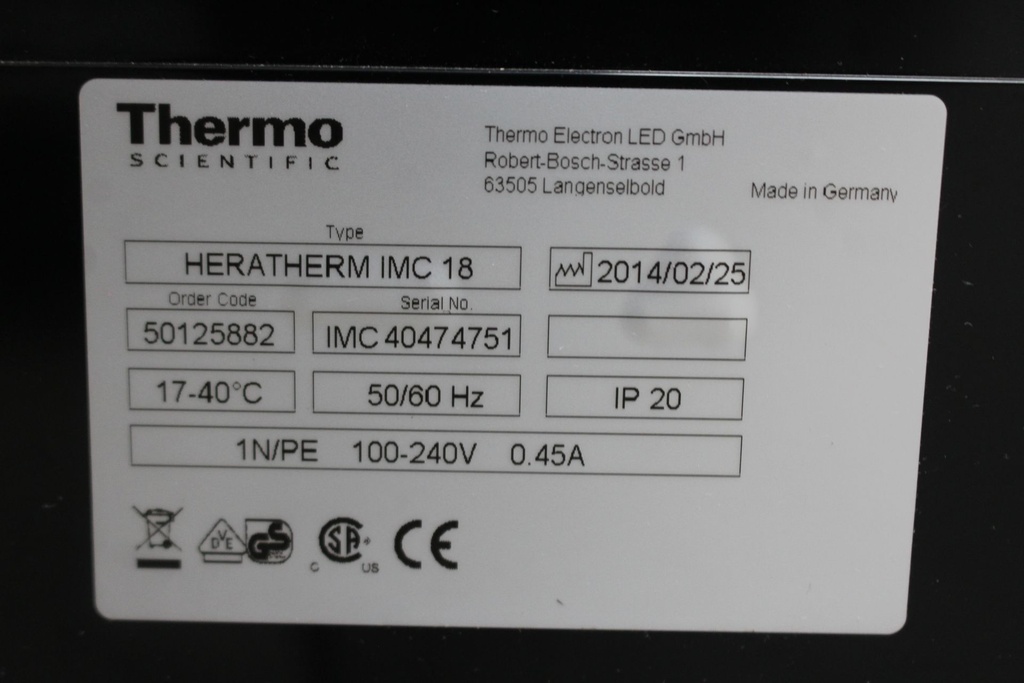 Thermo
SCIENTIFIC
Thermo Electron LED GmbH
Robert-Bosch-Strasse 1
63505 Langenselbold
Made in Germany
Type
HERATHERM IMC 18
2014/02/25
Order Code
Serial No.
50125882
IMC 40474751
17-40°C
50/60 Hz
IP 20
1N/PE 100-240V 0.45A
DVE
GS
SA
C US
CE